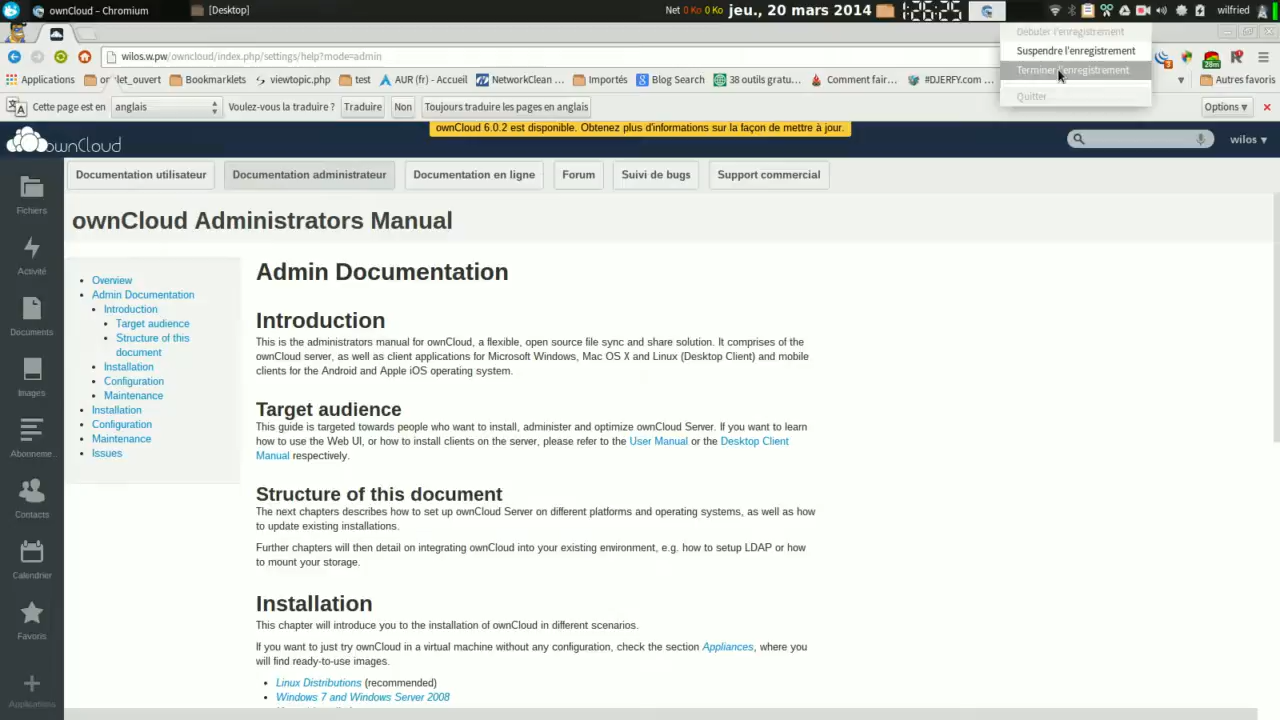 ownCloud – Chromium
[Desktop]
Net 0 Ko 0 Ko
jeu., 20 mars 2014
wilfried
Débuter l'enregistrement
Suspendre l'enregistrement
Terminer l'enregistrement
Quitter
wilos.w.pw/owncloud/index.php/settings/help?mode=admin
28m
Applications
Bookmarklets
viewtopic.php
test
AUR (fr) - Accueil
NetworkClean ...
Importés
Blog Search
38 outils gratu...
Comment fair...
#DJERFY.com ...
Autres favoris
Cette page est en
anglais
Voulez-vous la traduire ?
Traduire
Non
Toujours traduire les pages en anglais
Options
ownCloud 6.0.2 est disponible. Obtenez plus d'informations sur la façon de mettre à jour.
ownCloud
wilos
Documentation utilisateur
Documentation administrateur
Documentation en ligne
Forum
Suivi de bugs
Support commercial
Fichiers
Activité
Documents
Images
Abonneme...
Contacts
Calendrier
Favoris
Applications
ownCloud Administrators Manual
Overview
Admin Documentation
Introduction
Target audience
Structure of this
document
Installation
Configuration
Maintenance
Installation
Configuration
Maintenance
Issues
Admin Documentation
Introduction
This is the administrators manual for ownCloud, a flexible, open source file sync and share solution. It comprises of the
ownCloud server, as well as client applications for Microsoft Windows, Mac OS X and Linux (Desktop Client) and mobile
clients for the Android and Apple iOS operating system.
Target audience
This guide is targeted towards people who want to install, administer and optimize ownCloud Server. If you want to learn
how to use the Web UI, or how to install clients on the server, please refer to the User Manual or the Desktop Client
Manual respectively.
Structure of this document
The next chapters describes how to set up ownCloud Server on different platforms and operating systems, as well as how
to update existing installations.
Further chapters will then detail on integrating ownCloud into your existing environment, e.g. how to setup LDAP or how
to mount your storage.
Installation
This chapter will introduce you to the installation of ownCloud in different scenarios.
If you want to just try ownCloud in a virtual machine without any configuration, check the section Appliances, where you
will find ready-to-use images.
Linux Distributions (recommended)
Windows 7 and Windows Server 2008